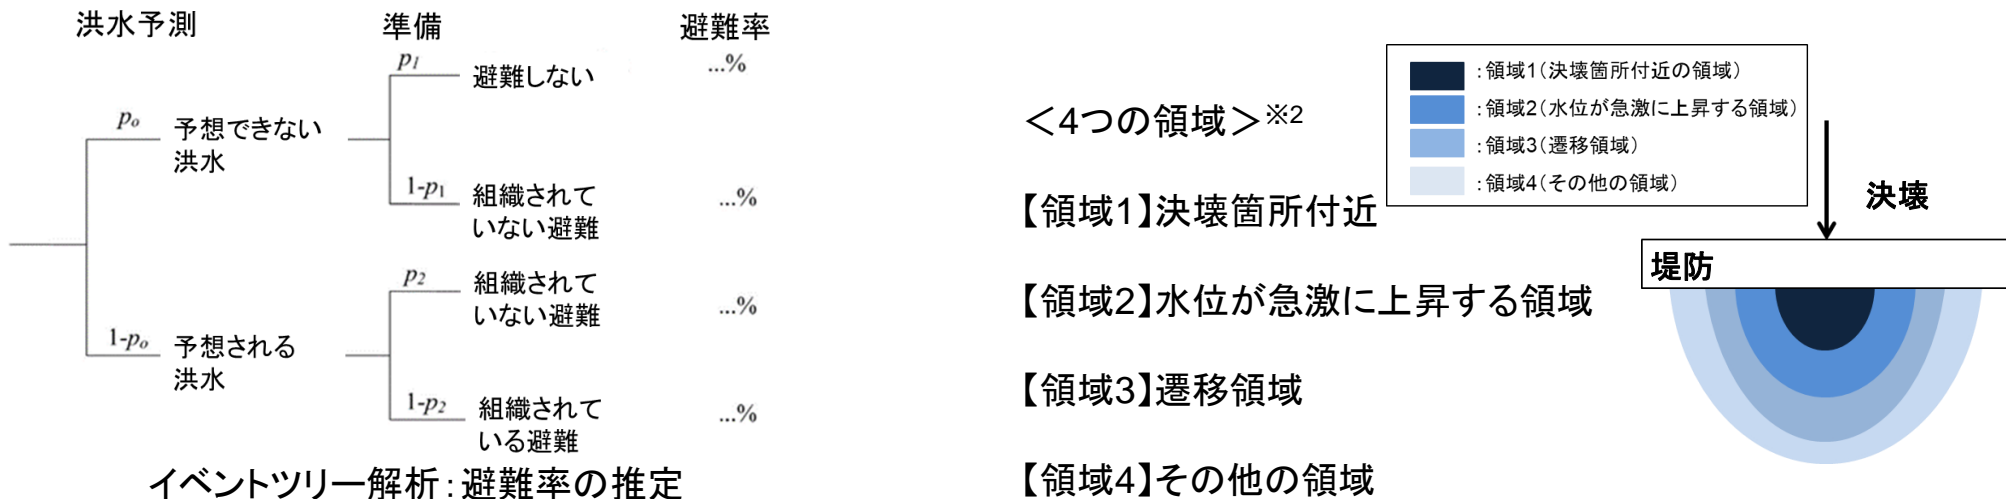 洪水予測
準備
避難率
p1
避難しない
...%
po
予想できない
洪水
1-p1
組織されて
いない避難
...%
p2
組織されて
いない避難
...%
1-po
予想される
洪水
1-p2
組織されて
いる避難
...%
イベントツリー解析:避難率の推定
＜4つの領域＞※2
【領域1】決壊箇所付近
【領域2】水位が急激に上昇する領域
【領域3】遷移領域
【領域4】その他の領域
:領域1(決壊箇所付近の領域)
:領域2(水位が急激に上昇する領域)
:領域3(遷移領域)
:領域4(その他の領域)
決壊
堤防